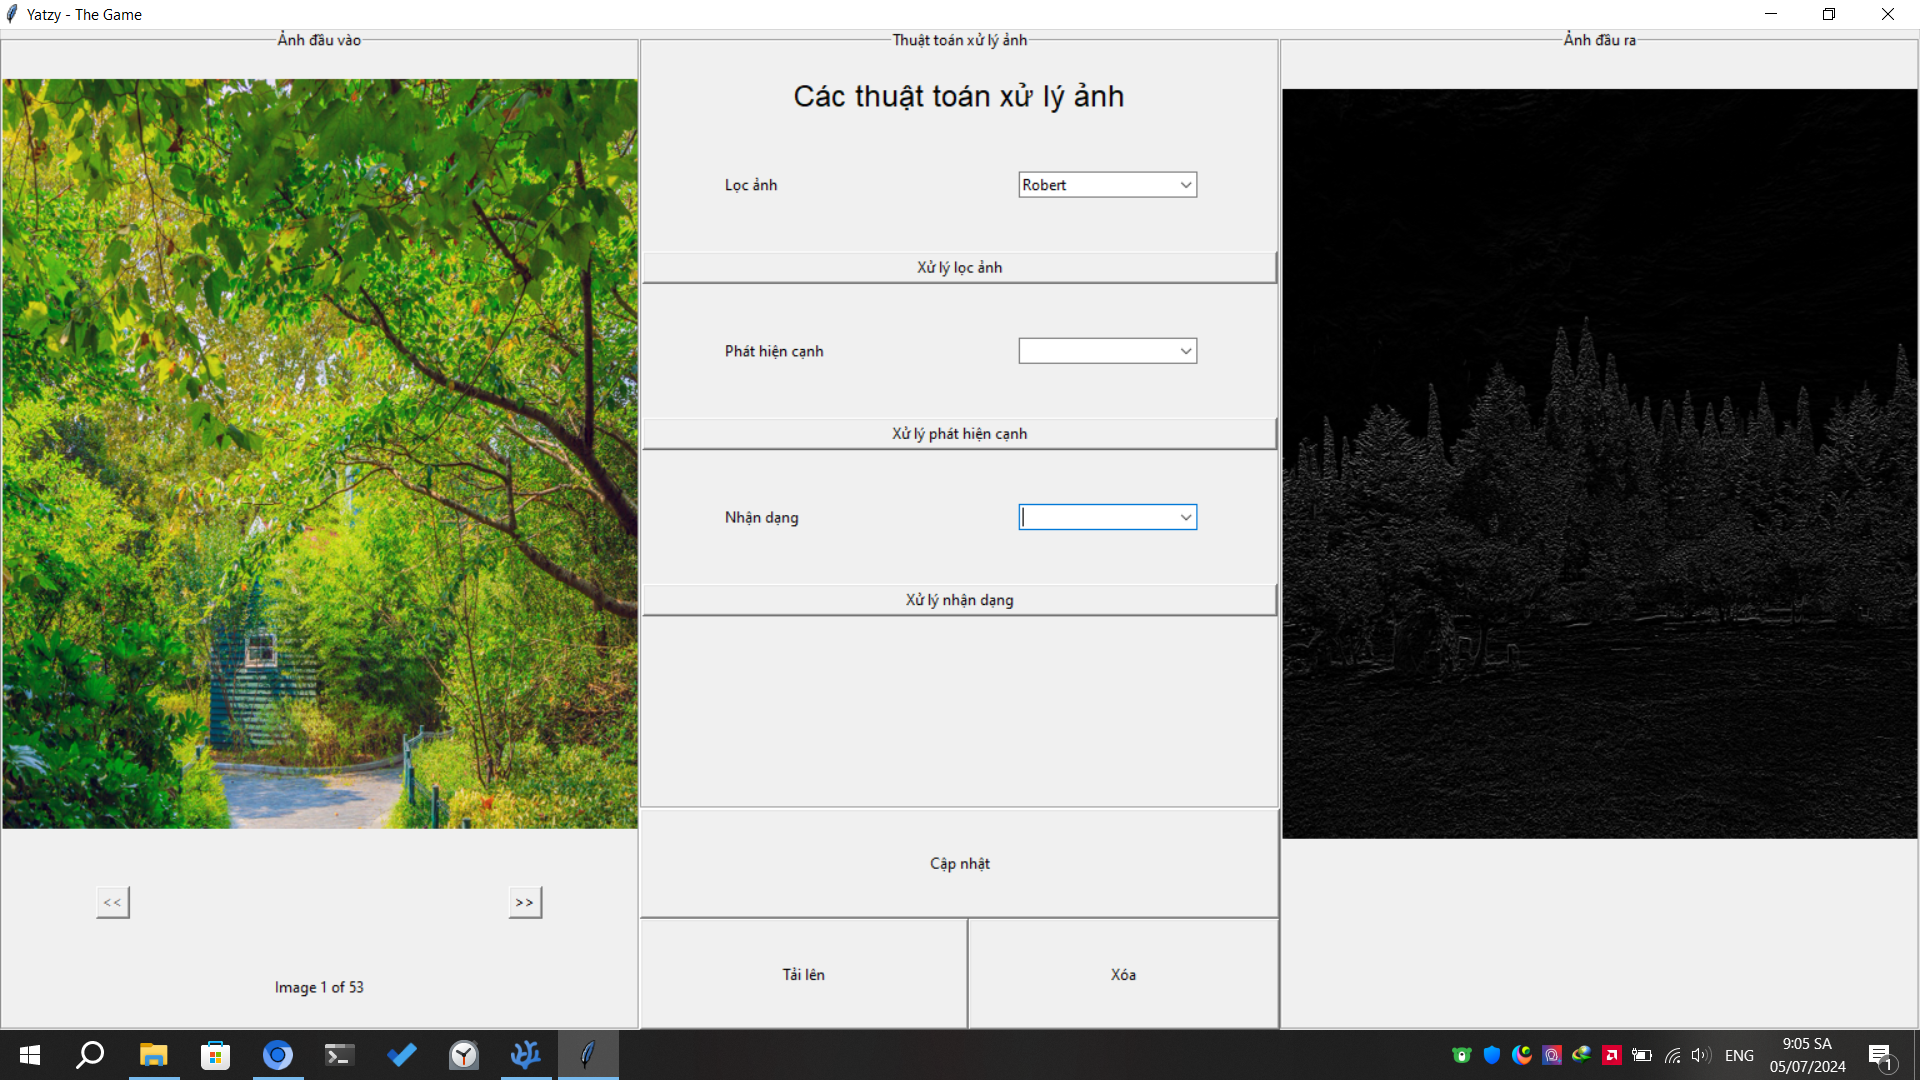 Yatzy - The Game
Ảnh đầu vào
Thuật toán xử lý ảnh
Ảnh đầu ra
Các thuật toán xử lý ảnh
Lọc ảnh
Robert
Xử lý lọc ảnh
Phát hiện cạnh
Xử lý phát hiện cạnh
Nhận dạng
Xử lý nhận dạng
Cập nhật
<<
>>
Tải lên
Xóa
Image 1 of 53
ENG
9:05 SA
05/07/2024
1